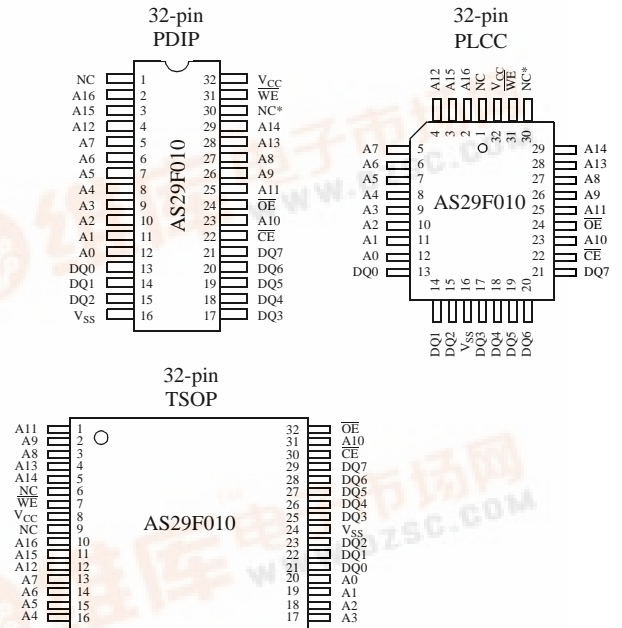 32-pin
PDIP
NC 1 32 VCC
A16 2 31 WE
A15 3 30 NC*
A12 4 29 A14
A7 5 28 A13
A6 6 27 A8
A5 7 26 A9
A4 8 25 A11
A3 9 24 OE
A2 10 23 A10
A1 11 22 CE
A0 12 21 DQ7
DQ0 13 20 DQ6
DQ1 14 19 DQ5
DQ2 15 18 DQ4
VSS 16 17 DQ3
AS29F010
32-pin
PLCC
A12 A15 A16 NC VCC WE NC*
4 3 2 1 32 31 30
A7 5 29 A14
A6 6 28 A13
A5 7 27 A8
A4 8 26 A9
A3 9 25 A11
A2 10 24 OE
A1 11 23 A10
A0 12 22 CE
DQ0 13 21 DQ7
AS29F010
14 15 16 17 18 19 20
DQ1 DQ2 VSS DQ3 DQ4 DQ5 DQ6
32-pin
TSOP
A11 1 32 OE
A9 2 31 A10
A8 3 30 CE
A13 4 29 DQ7
A14 5 28 DQ6
NC 6 27 DQ5
WE 7 26 DQ4
VCC 8 25 DQ3
NC 9 24 VSS
A16 10 23 DQ2
A15 11 22 DQ1
A12 12 21 DQ0
A7 13 20 A0
A6 14 19 A1
A5 15 18 A2
A4 16 17 A3
AS29F010